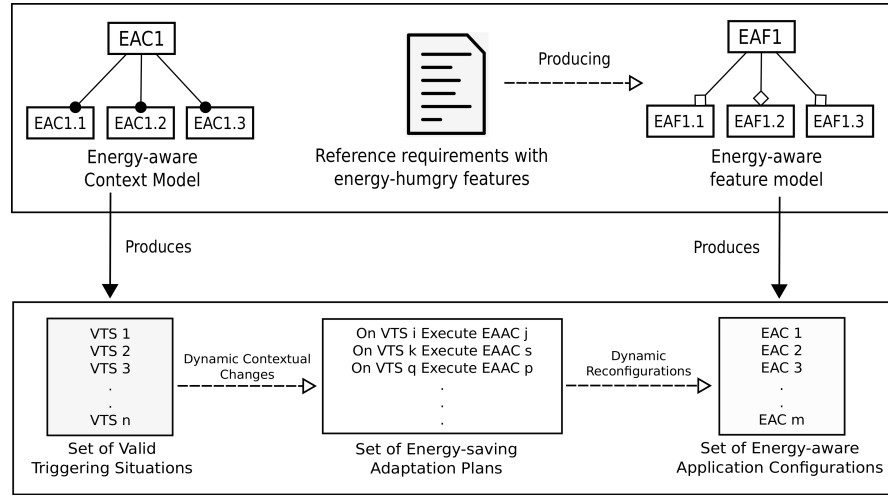 EAC1
EAC1.1 EAC1.2 EAC1.3
Energy-aware
Context Model
Reference requirements with
energy-humgry features
Producing
EAF1
EAF1.1 EAF1.2 EAF1.3
Energy-aware
feature model
Produces
Produces
VTS 1
VTS 2
VTS 3
.
.
VTS n
Set of Valid
Triggering Situations
Dynamic Contextual
Changes
On VTS i Execute EAAC j
On VTS k Execute EAAC s
On VTS q Execute EAAC p
.
.
.
Set of Energy-saving
Adaptation Plans
Dynamic
Reconfigurations
EAC 1
EAC 2
EAC 3
.
.
EAC m
Set of Energy-aware
Application Configurations